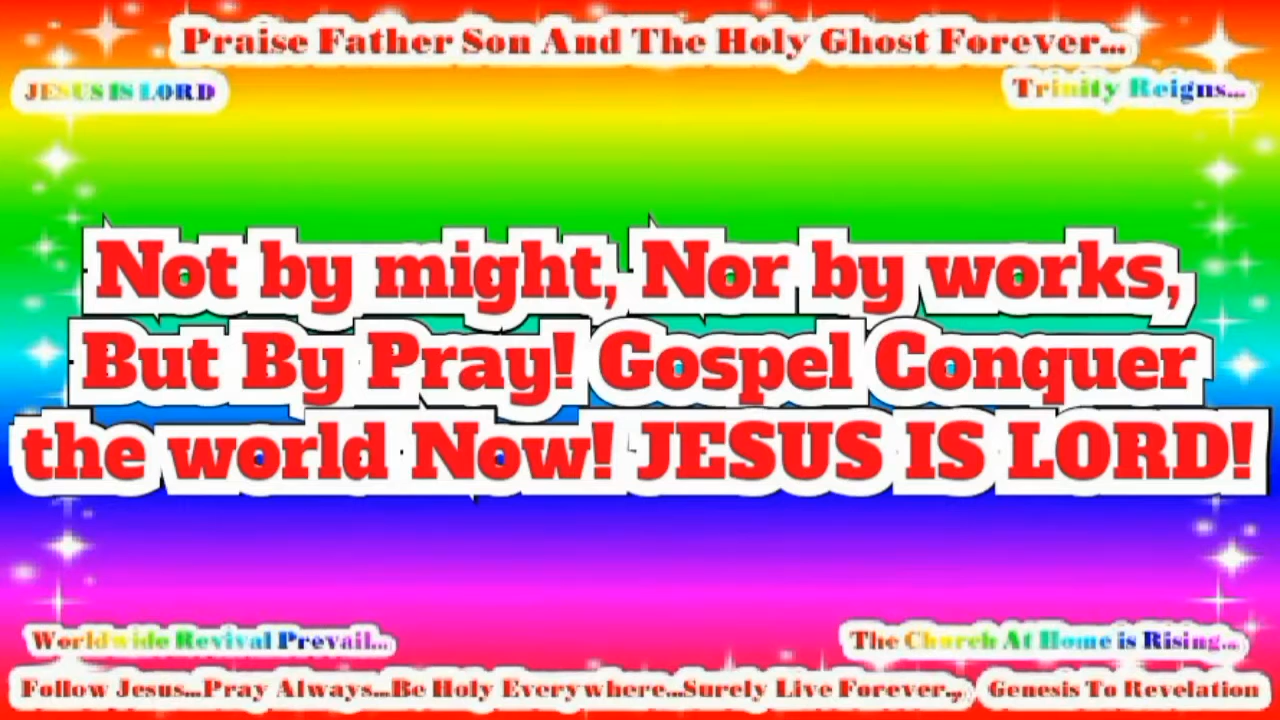 Praise Father Son And The Holy Ghost Forever...
JESUS IS LORD
Trinity Reigns...
Not by might, Nor by works,
But By Pray! Gospel Conquer
the world Now! JESUS IS LORD!
Worldwide Revival Prevail...
The Church At Home is Rising...
Follow Jesus...Pray Always...Be Holy Everywhere...Surely Live Forever...
Genesis To Revelation